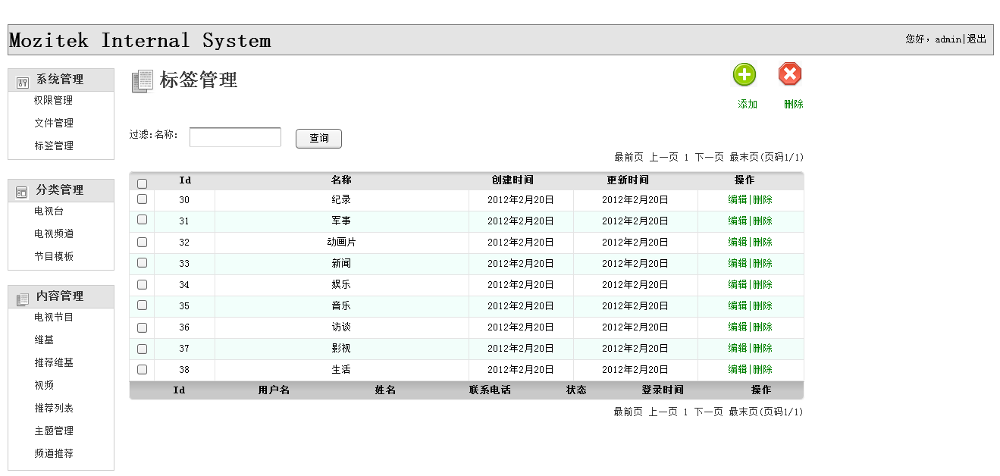 Mozitek Internal System
您好，admin|退出
系统管理
权限管理
文件管理
标签管理
分类管理
电视台
电视频道
节目模板
内容管理
电视节目
维基
推荐维基
视频
推荐列表
主题管理
频道推荐
标签管理
添加 删除
过滤:名称: 查询
最前页 上一页 1 下一页 最末页(页码1/1)
Id 名称 创建时间 更新时间 操作
30 纪录 2012年2月20日 2012年2月20日 编辑|删除
31 军事 2012年2月20日 2012年2月20日 编辑|删除
32 动画片 2012年2月20日 2012年2月20日 编辑|删除
33 新闻 2012年2月20日 2012年2月20日 编辑|删除
34 娱乐 2012年2月20日 2012年2月20日 编辑|删除
35 音乐 2012年2月20日 2012年2月20日 编辑|删除
36 访谈 2012年2月20日 2012年2月20日 编辑|删除
37 影视 2012年2月20日 2012年2月20日 编辑|删除
38 生活 2012年2月20日 2012年2月20日 编辑|删除
Id 用户名 姓名 联系电话 状态 登录时间 操作
最前页 上一页 1 下一页 最末页(页码1/1)